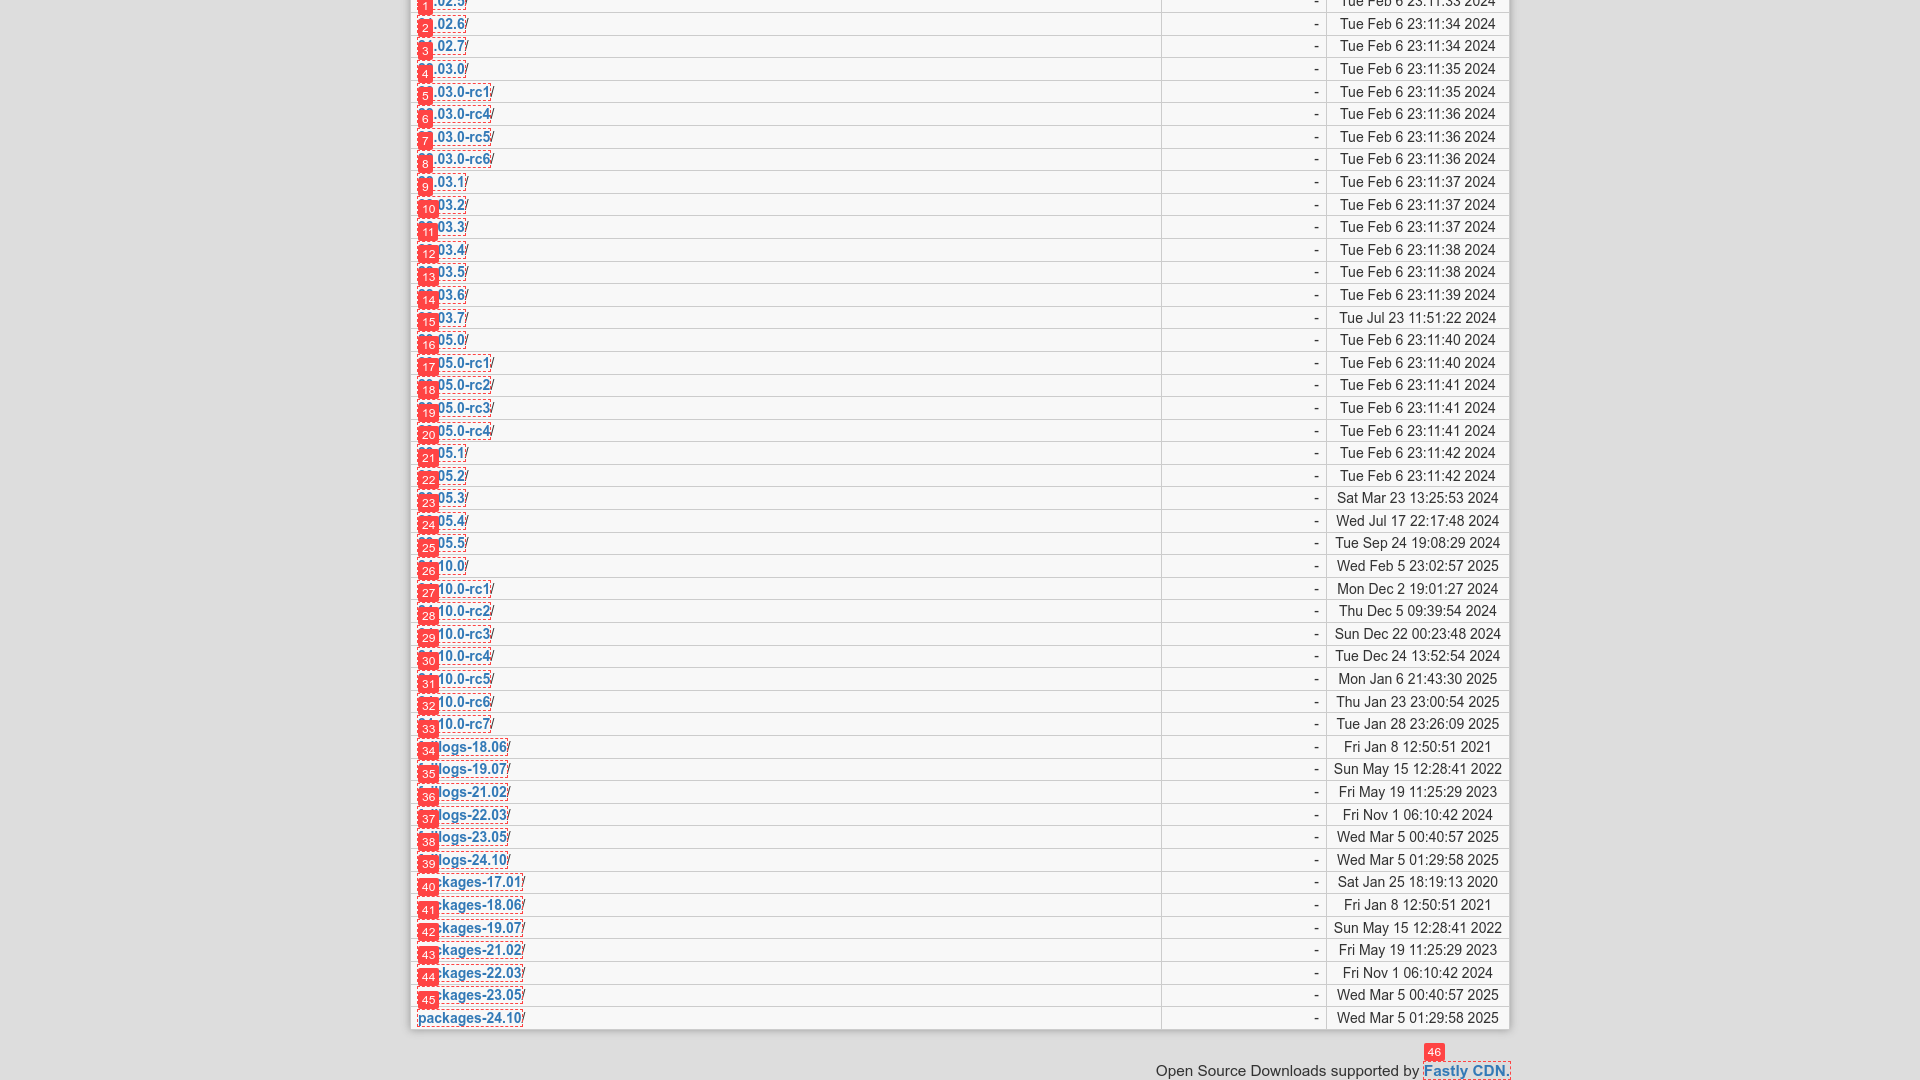 1 .02.5/ - Tue Feb 6 23:11:33 2024
2 .02.6/ - Tue Feb 6 23:11:34 2024
3 .02.7/ - Tue Feb 6 23:11:34 2024
4 .03.0/ - Tue Feb 6 23:11:35 2024
5 .03.0-rc1/ - Tue Feb 6 23:11:35 2024
6 .03.0-rc4/ - Tue Feb 6 23:11:36 2024
7 .03.0-rc5/ - Tue Feb 6 23:11:36 2024
8 .03.0-rc6/ - Tue Feb 6 23:11:36 2024
9 .03.1/ - Tue Feb 6 23:11:37 2024
10 03.2/ - Tue Feb 6 23:11:37 2024
11 03.3/ - Tue Feb 6 23:11:37 2024
12 03.4/ - Tue Feb 6 23:11:38 2024
13 03.5/ - Tue Feb 6 23:11:38 2024
14 03.6/ - Tue Feb 6 23:11:39 2024
15 03.7/ - Tue Jul 23 11:51:22 2024
16 05.0/ - Tue Feb 6 23:11:40 2024
17 05.0-rc1/ - Tue Feb 6 23:11:40 2024
18 05.0-rc2/ - Tue Feb 6 23:11:41 2024
19 05.0-rc3/ - Tue Feb 6 23:11:41 2024
20 05.0-rc4/ - Tue Feb 6 23:11:41 2024
21 05.1/ - Tue Feb 6 23:11:42 2024
22 05.2/ - Tue Feb 6 23:11:42 2024
23 05.3/ - Sat Mar 23 13:25:53 2024
24 05.4/ - Wed Jul 17 22:17:48 2024
25 05.5/ - Tue Sep 24 19:08:29 2024
26 10.0/ - Wed Feb 5 23:02:57 2025
27 10.0-rc1/ - Mon Dec 2 19:01:27 2024
28 10.0-rc2/ - Thu Dec 5 09:39:54 2024
29 10.0-rc3/ - Sun Dec 22 00:23:48 2024
30 10.0-rc4/ - Tue Dec 24 13:52:54 2024
31 10.0-rc5/ - Mon Jan 6 21:43:30 2025
32 10.0-rc6/ - Thu Jan 23 23:00:54 2025
33 10.0-rc7/ - Tue Jan 28 23:26:09 2025
34 logs-18.06/ - Fri Jan 8 12:50:51 2021
35 logs-19.07/ - Sun May 15 12:28:41 2022
36 logs-21.02/ - Fri May 19 11:25:29 2023
37 logs-22.03/ - Fri Nov 1 06:10:42 2024
38 logs-23.05/ - Wed Mar 5 00:40:57 2025
39 logs-24.10/ - Wed Mar 5 01:29:58 2025
40 ckages-17.01/ - Sat Jan 25 18:19:13 2020
41 ckages-18.06/ - Fri Jan 8 12:50:51 2021
42 ckages-19.07/ - Sun May 15 12:28:41 2022
43 ckages-21.02/ - Fri May 19 11:25:29 2023
44 ckages-22.03/ - Fri Nov 1 06:10:42 2024
45 ckages-23.05/ - Wed Mar 5 00:40:57 2025
packages-24.10/ - Wed Mar 5 01:29:58 2025
46
Open Source Downloads supported by Fastly CDN.